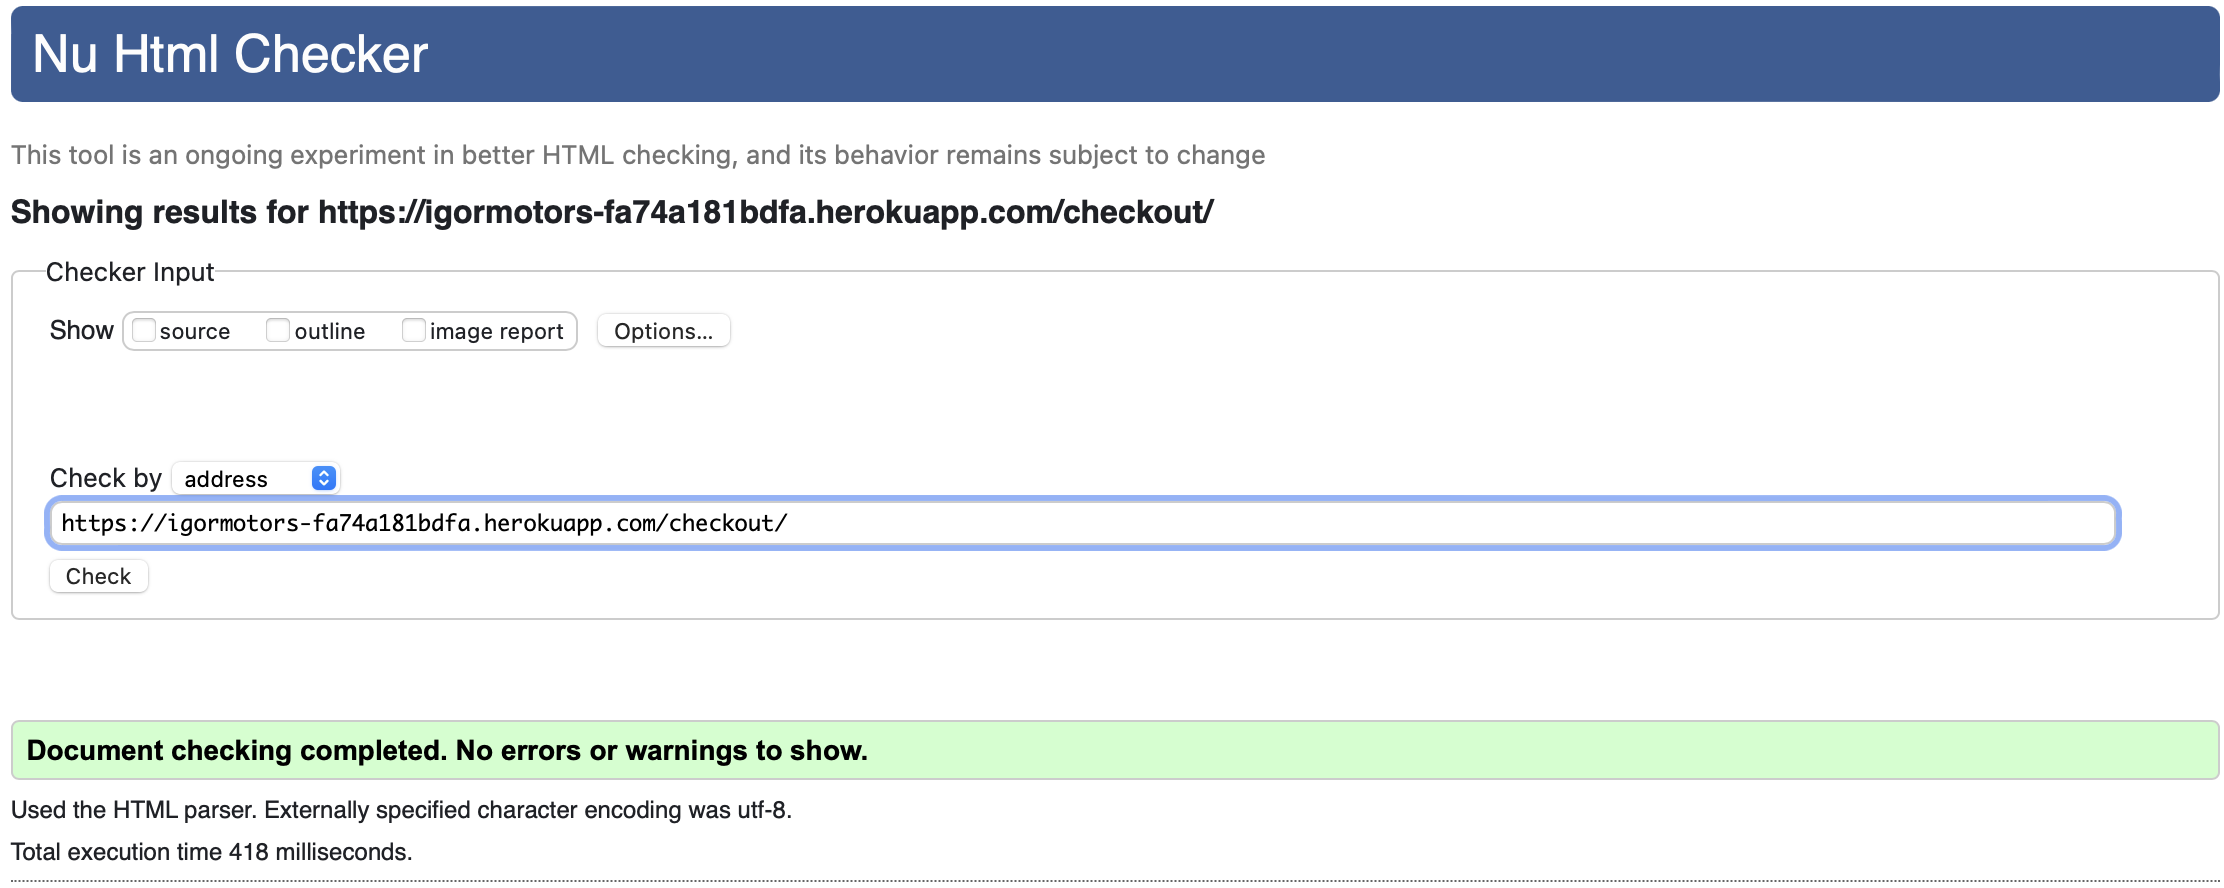 Nu Html Checker
This tool is an ongoing experiment in better HTML checking, and its behavior remains subject to change
Showing results for https://igormotors-fa74a181bdfa.herokuapp.com/checkout/
Checker Input
Show source outline image report Options...
Check by address
https://igormotors-fa74a181bdfa.herokuapp.com/checkout/
Check
Document checking completed. No errors or warnings to show.
Used the HTML parser. Externally specified character encoding was utf-8.
Total execution time 418 milliseconds.